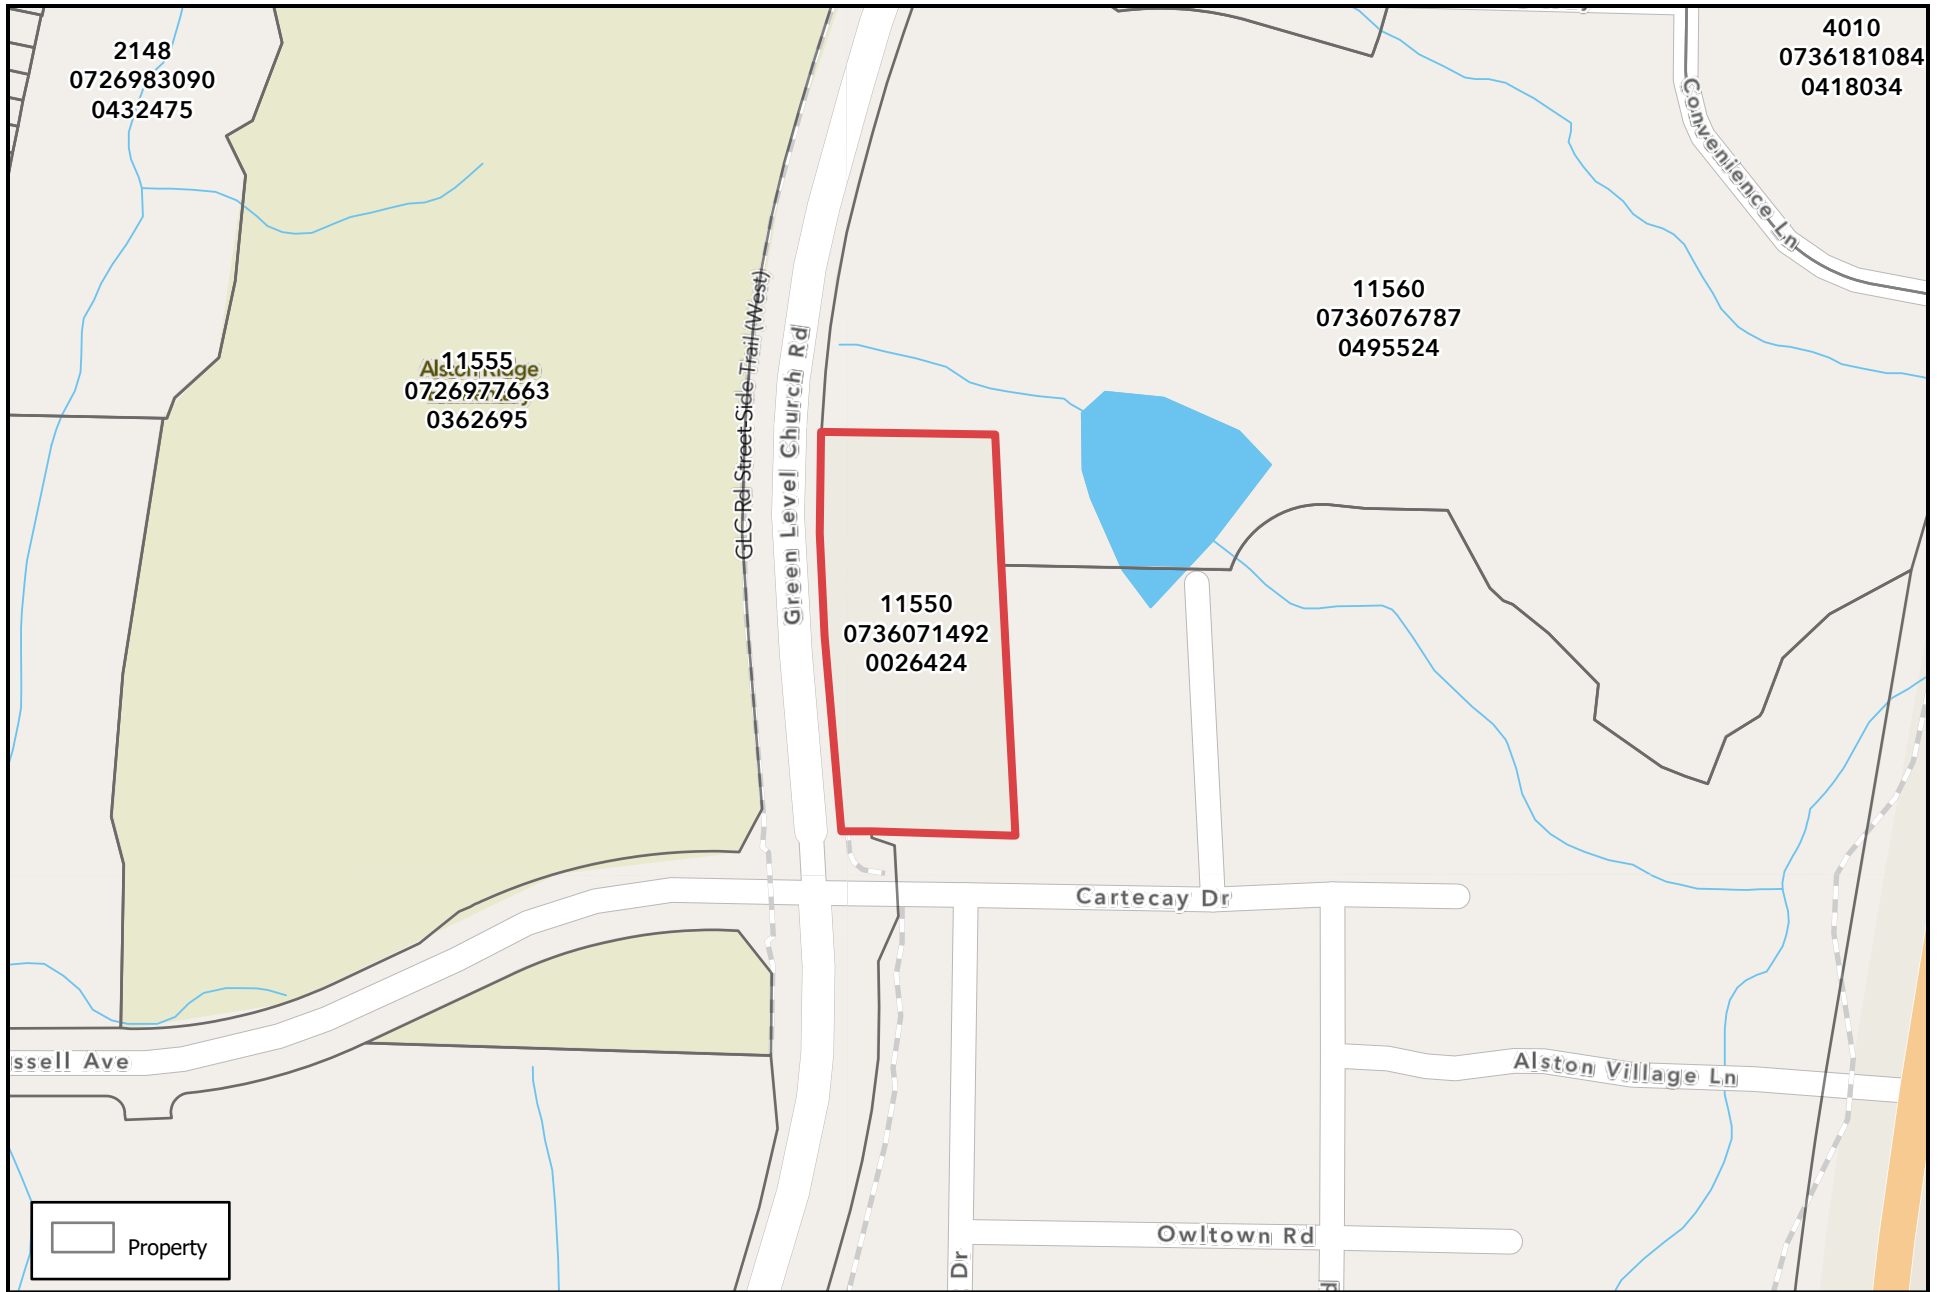 2148
0726983090
0432475
4010
0736181084
0418034
Convenience Ln
11560
0736076787
0495524
Alston Ridge
11555
0726977663
0362695
GLC Rd Street-Side Trail (West)
Green Level Church Rd
11550
0736071492
0026424
Cartecay Dr
ssell Ave
Alston Village Ln
Owltown Rd
Dr
Property